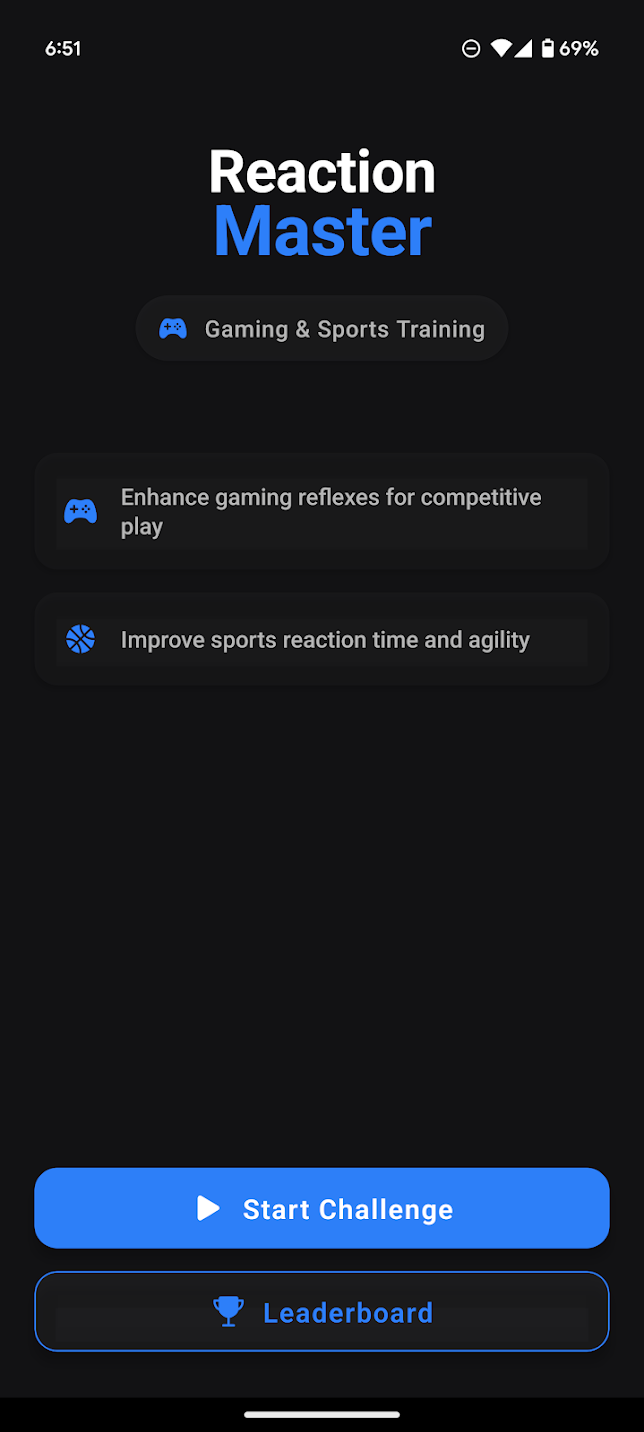 6:51
69%
Reaction
Master
Gaming & Sports Training
Enhance gaming reflexes for competitive
play
Improve sports reaction time and agility
Start Challenge
Leaderboard